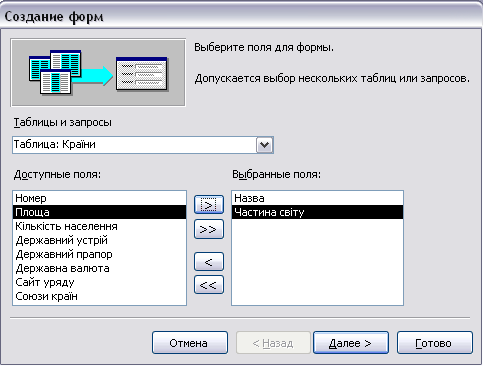 Создание форм
Выберите поля для формы.
Допускается выбор нескольких таблиц или запросов.
Таблицы и запросы
Таблица: Країни
Доступные поля:
Выбранные поля:
Номер
Площа
Кількість населення
Державний устрій
Державний прапор
Державна валюта
Сайт уряду
Союзи країн
>
>>
<
<<
Назва
Частина світу
Отмена
< Назад
Далее >
Готово